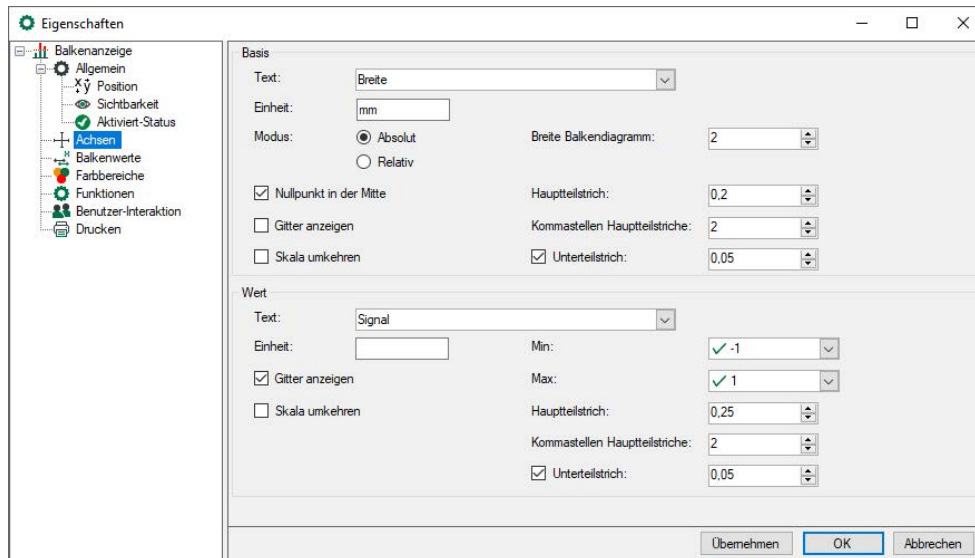 Eigenschaften
Balkenanzeige
Allgemein
Position
Sichtbarkeit
Aktiviert-Status
Achsen
Balkenwerte
Farbbereiche
Funktionen
Benutzer-Interaktion
Drucken
Basis
Text: Breite
Einheit: mm
Modus: Absolut Breite Balkendiagramm: 2
Relativ
Nullpunkt in der Mitte Hauptteilstrich: 0,2
Gitter anzeigen Kommastellen Hauptteilstriche: 2
Skala umkehren Unterteilstrich: 0,05
Wert
Text: Signal
Einheit: Min: -1
Gitter anzeigen Max: 1
Skala umkehren Hauptteilstrich: 0,25
Kommastellen Hauptteilstriche: 2
Unterteilstrich: 0,05
Übernehmen OK Abbrechen